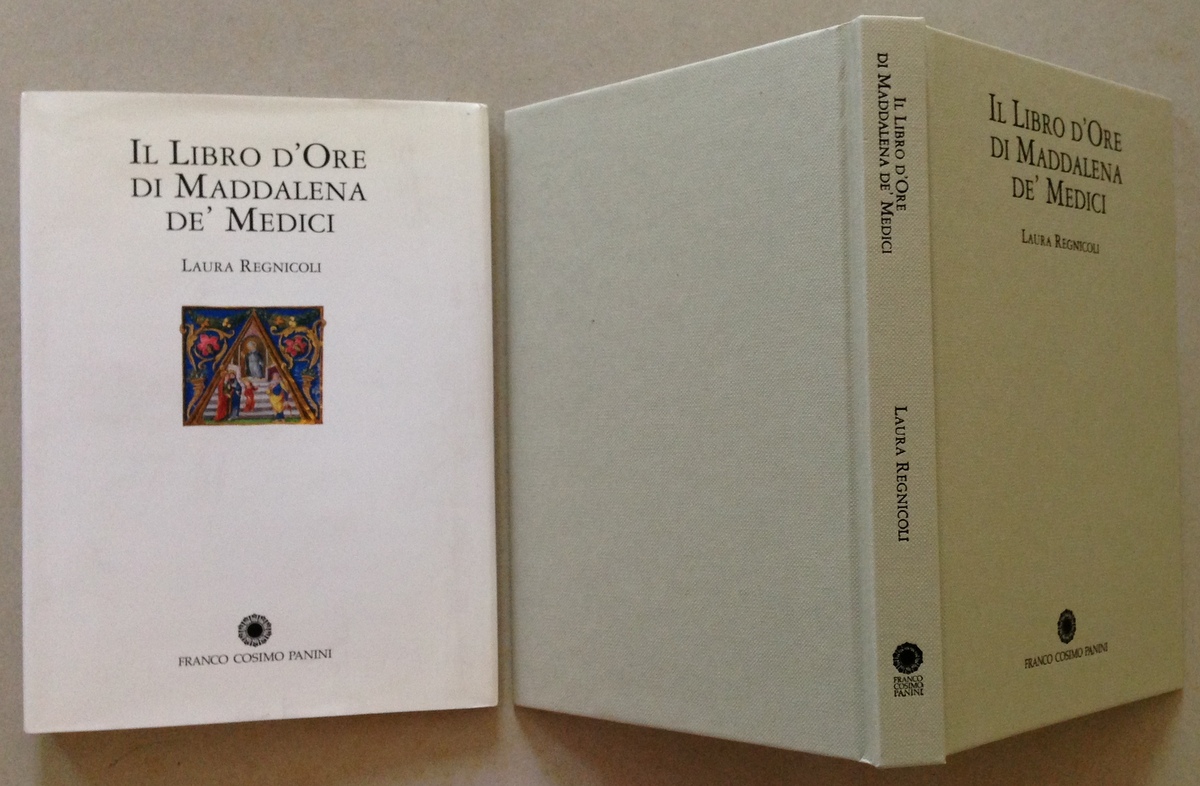 Il Libro d'Ore
di Maddalena
de' Medici
Laura Regnicoli
FRANCO COSIMO PANINI
Il Libro d'Ore
di Maddalena de' Medici
Laura Regnicoli
FRANCO
COSIMO
PANINI
Il Libro d'Ore
di Maddalena
de' Medici
Laura Regnicoli
FRANCO COSIMO PANINI